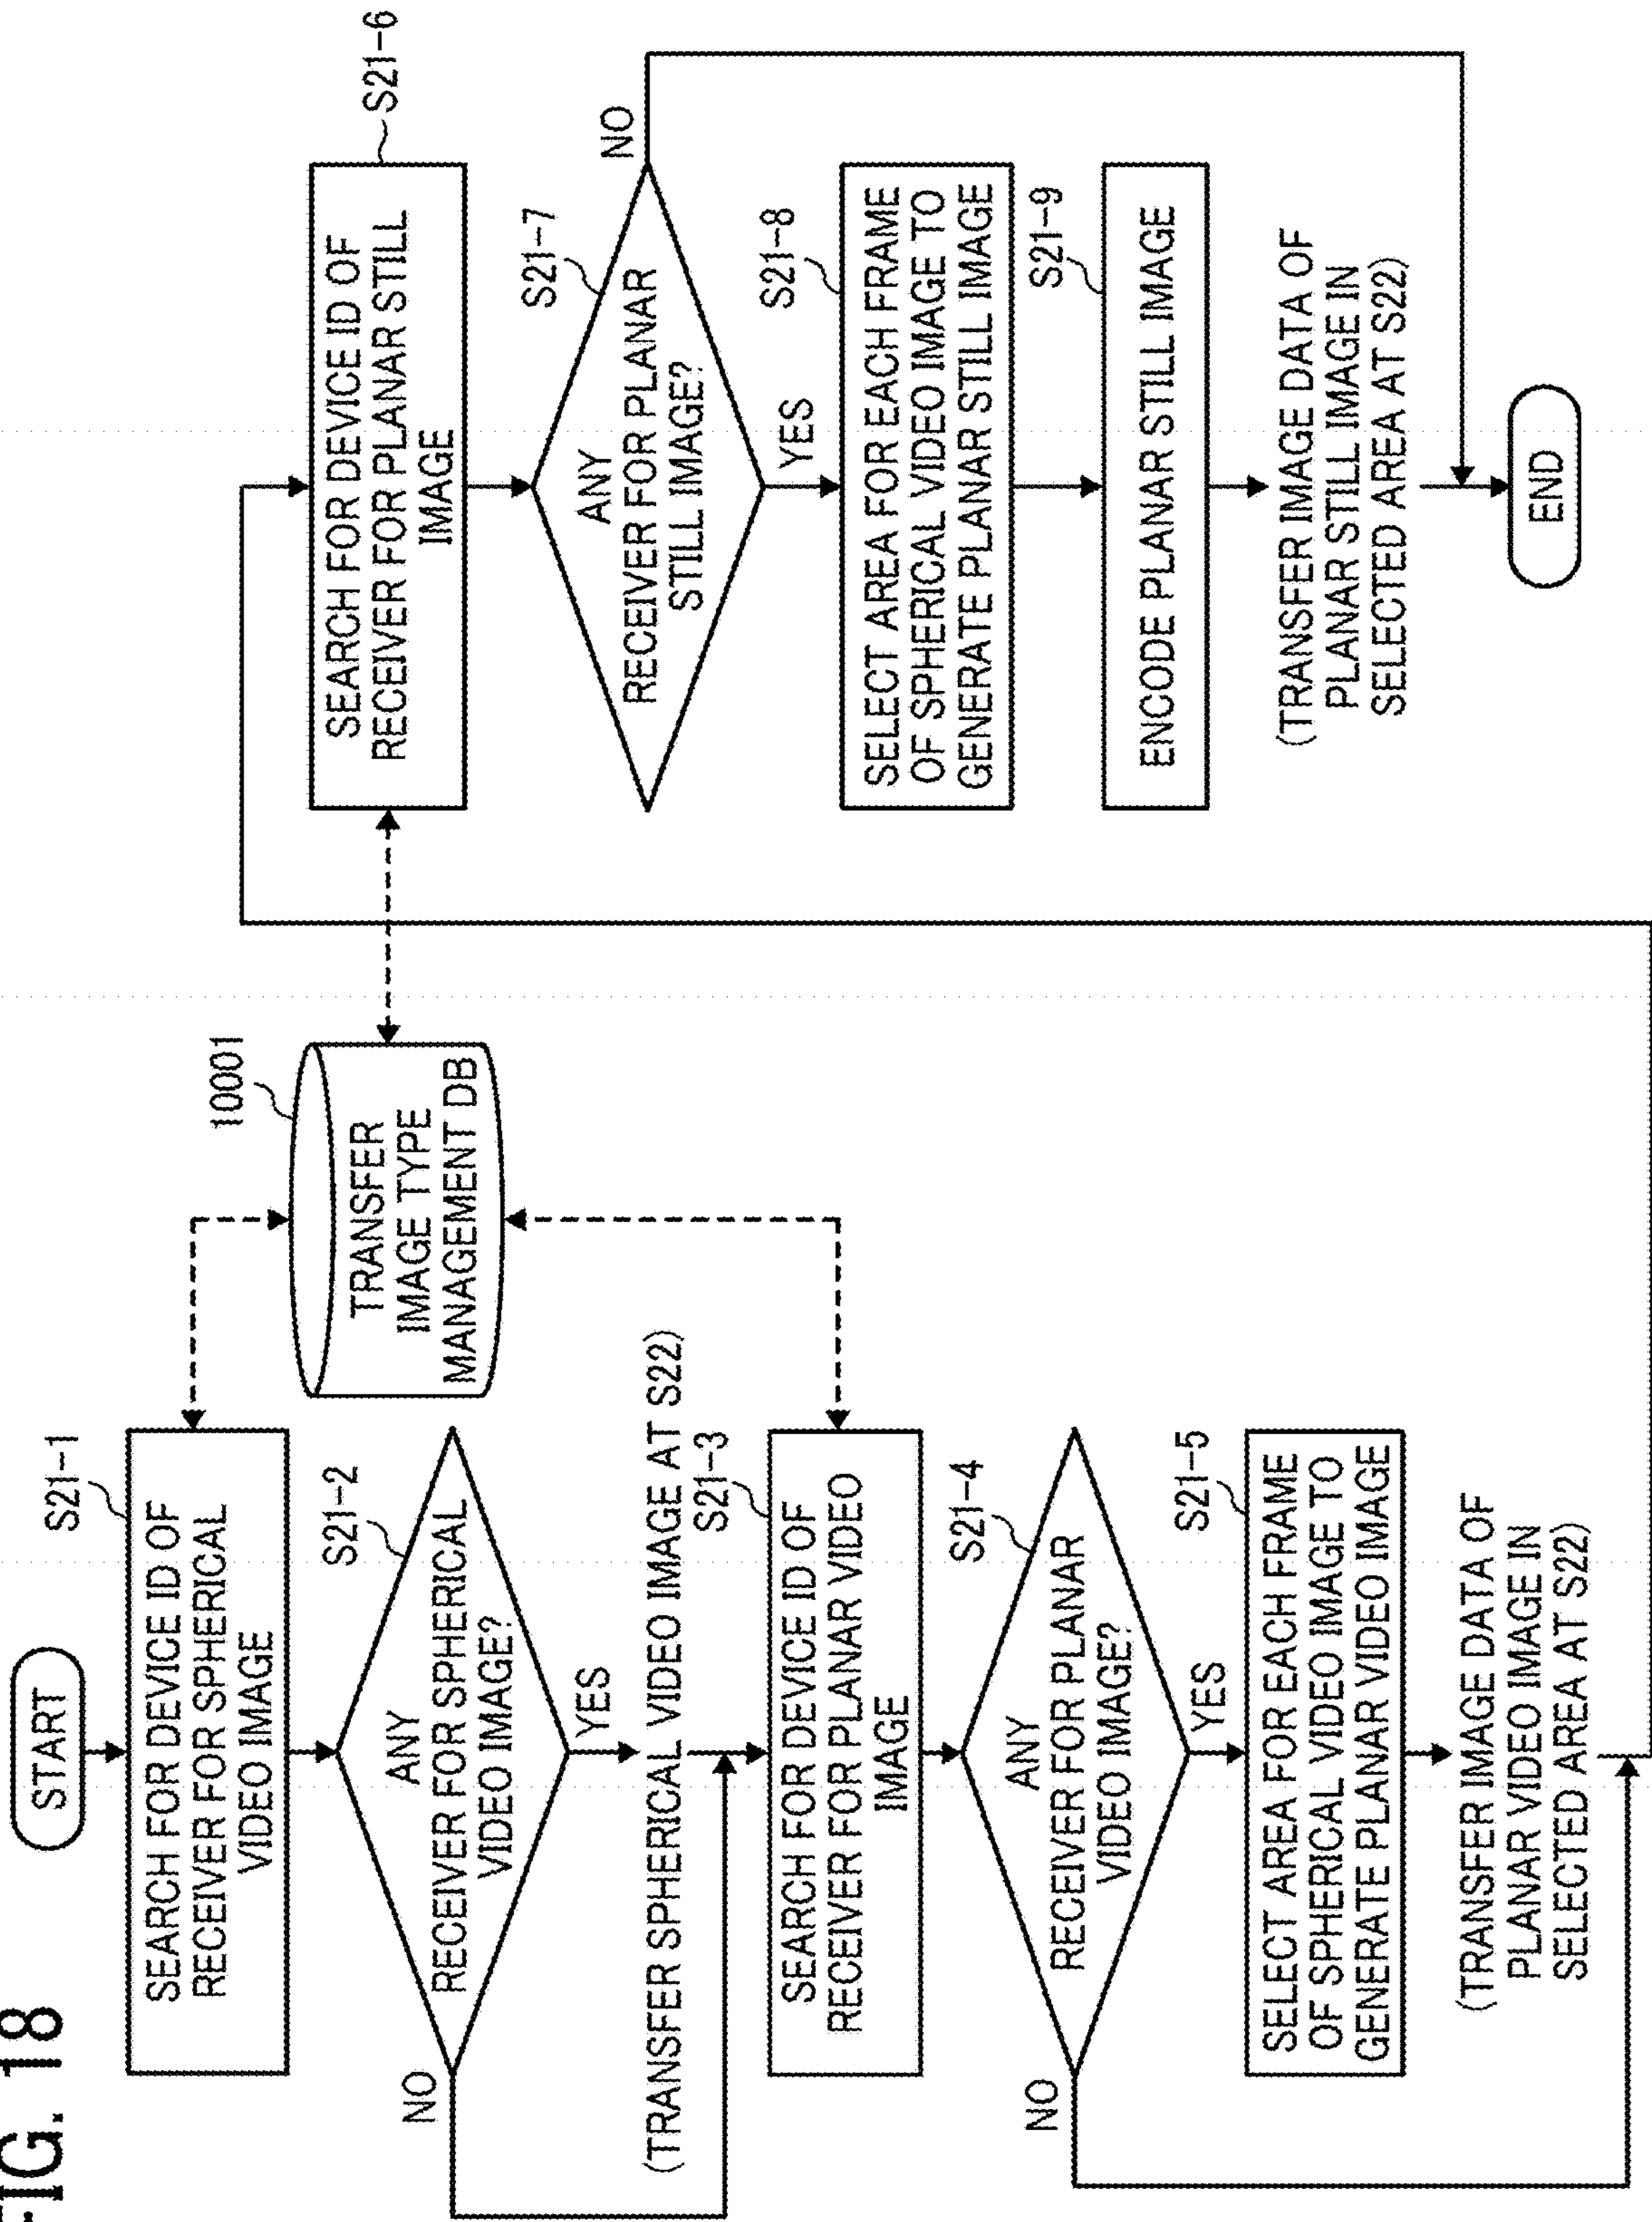 FIG. 18
START
S21-1
SEARCH FOR DEVICE ID OF
RECEIVER FOR SPHERICAL
VIDEO IMAGE
S21-2
ANY
RECEIVER FOR SPHERICAL
VIDEO IMAGE?
NO
YES
(TRANSFER SPHERICAL VIDEO IMAGE AT S22)
S21-3
SEARCH FOR DEVICE ID OF
RECEIVER FOR PLANAR VIDEO
IMAGE
S21-4
ANY
RECEIVER FOR PLANAR
VIDEO IMAGE?
NO
YES
S21-5
SELECT AREA FOR EACH FRAME
OF SPHERICAL VIDEO IMAGE TO
GENERATE PLANAR VIDEO IMAGE
(TRANSFER IMAGE DATA OF
PLANAR VIDEO IMAGE IN
SELECTED AREA AT S22)
10001
TRANSFER
IMAGE TYPE
MANAGEMENT DB
S21-6
SEARCH FOR DEVICE ID OF
RECEIVER FOR PLANAR STILL
IMAGE
S21-7
ANY
RECEIVER FOR PLANAR
STILL IMAGE?
NO
YES
S21-8
SELECT AREA FOR EACH FRAME
OF SPHERICAL VIDEO IMAGE TO
GENERATE PLANAR STILL IMAGE
S21-9
ENCODE PLANAR STILL IMAGE
(TRANSFER IMAGE DATA OF
PLANAR STILL IMAGE IN
SELECTED AREA AT S22)
END